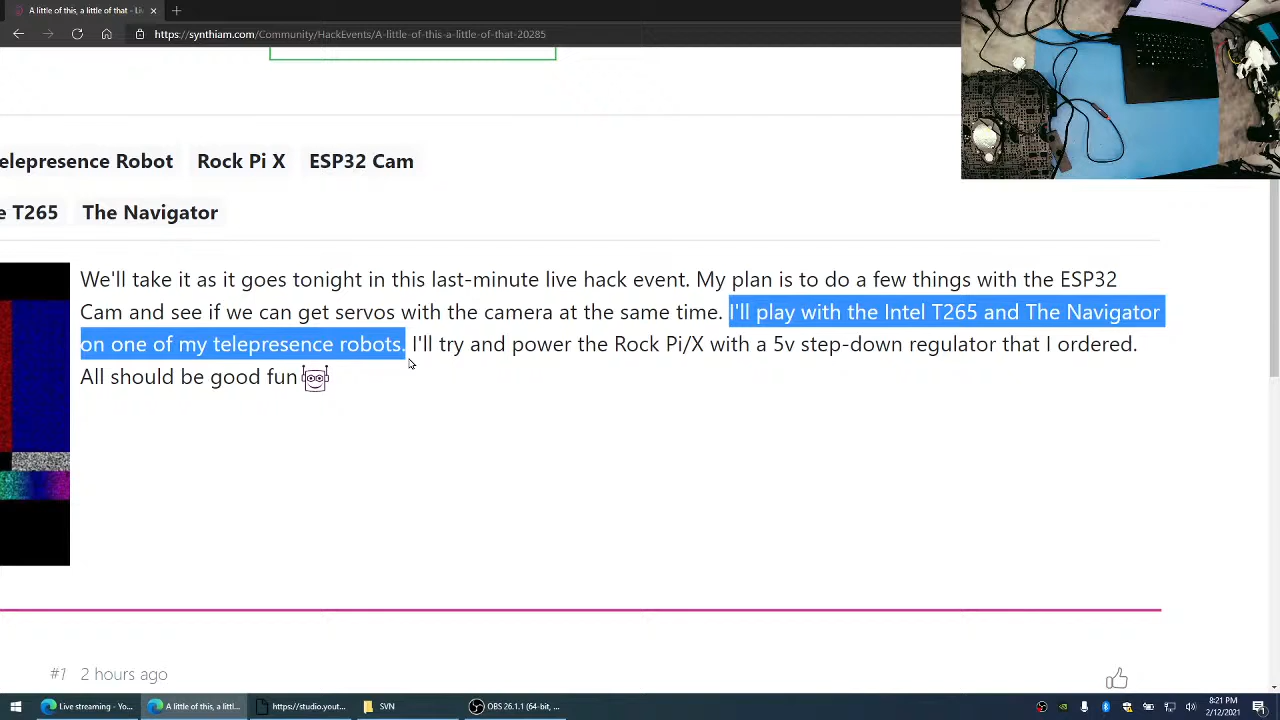 A little of this, a little of that - Liv
https://synthiam.com/Community/HackEvents/A-little-of-this-a-little-of-that-20285
elepresence Robot Rock Pi X ESP32 Cam
e T265 The Navigator
We'll take it as it goes tonight in this last-minute live hack event. My plan is to do a few things with the ESP32
Cam and see if we can get servos with the camera at the same time. I'll play with the Intel T265 and The Navigator
on one of my telepresence robots. I'll try and power the Rock Pi/X with a 5v step-down regulator that I ordered.
All should be good fun
#1 2 hours ago
Live streaming - Yo... A little of this, a littl... https://studio.yout... SVN OBS 26.1.1 (64-bit, ... 8:21 PM
2/12/2021